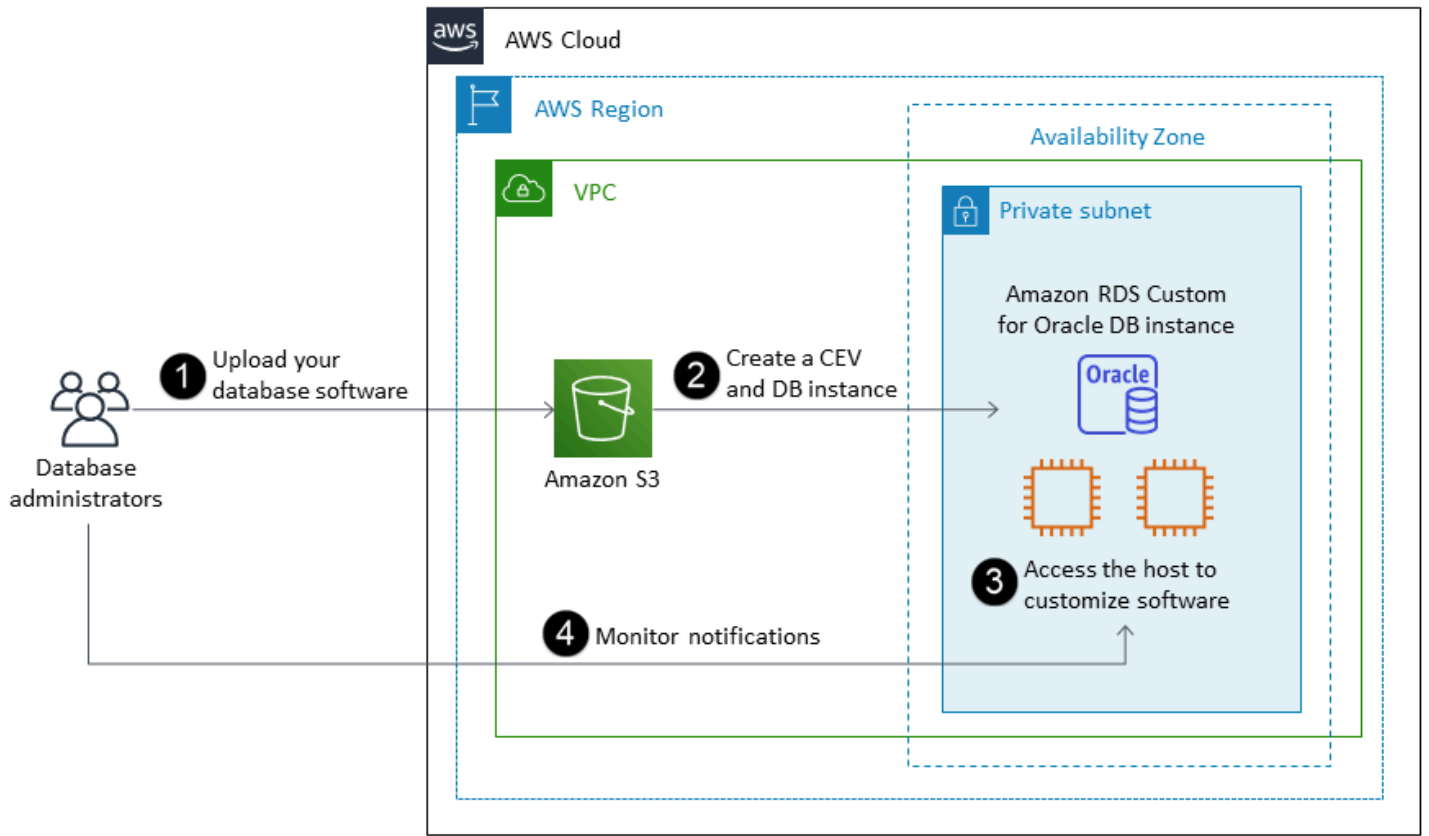 aws
AWS Cloud
AWS Region
Availability Zone
VPC
Private subnet
Amazon RDS Custom
for Oracle DB instance
Oracle
1 Upload your
database software
2 Create a CEV
and DB instance
Database
administrators
Amazon S3
3 Access the host to
customize software
4 Monitor notifications